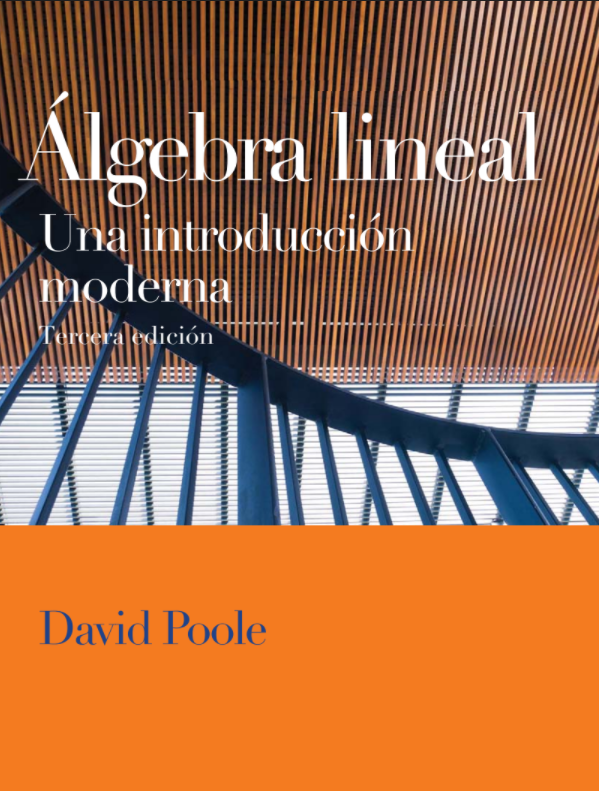 Álgebra lineal
Una introducción
moderna
Tercera edición
David Poole